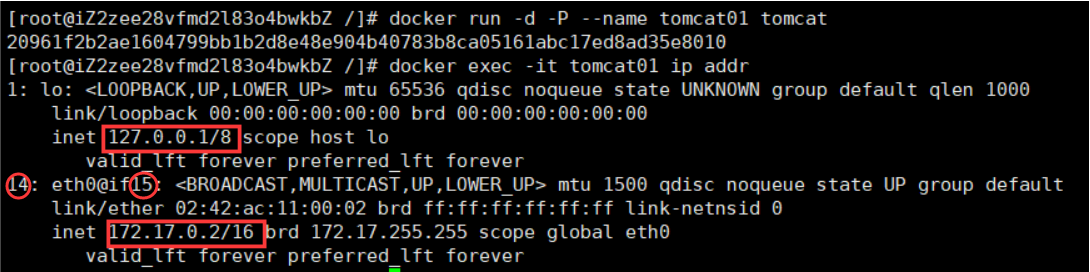 [root@iZ2zee28vfmd2l83o4bwkbZ /]# docker run -d -P --name tomcat01 tomcat
20961f2b2ae1604799bb1b2d8e48e904b40783b8ca05161abc17ed8ad35e8010
[root@iZ2zee28vfmd2l83o4bwkbZ /]# docker exec -it tomcat01 ip addr
1: lo: <LOOPBACK,UP,LOWER_UP> mtu 65536 qdisc noqueue state UNKNOWN group default qlen 1000
    link/loopback 00:00:00:00:00:00 brd 00:00:00:00:00:00
    inet 127.0.0.1/8 scope host lo
       valid_lft forever preferred_lft forever
14: eth0@if15: <BROADCAST,MULTICAST,UP,LOWER_UP> mtu 1500 qdisc noqueue state UP group default
    link/ether 02:42:ac:11:00:02 brd ff:ff:ff:ff:ff:ff link-netnsid 0
    inet 172.17.0.2/16 brd 172.17.255.255 scope global eth0
       valid_lft forever preferred_lft forever